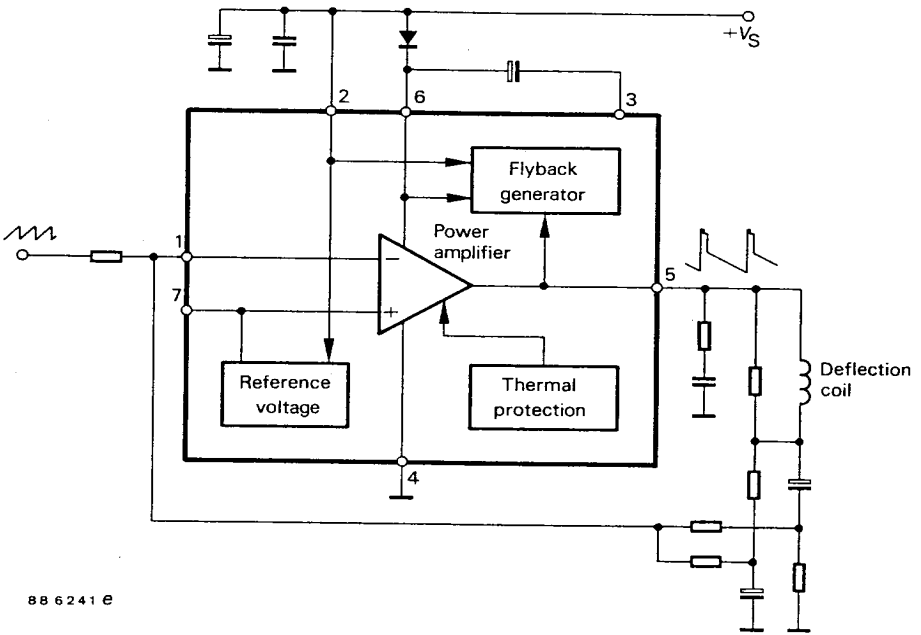 +VS
2
6
3
Flyback
generator
Power
amplifier
1
−
5
7
+
Reference
voltage
Thermal
protection
Deflection
coil
4
88 6241 e